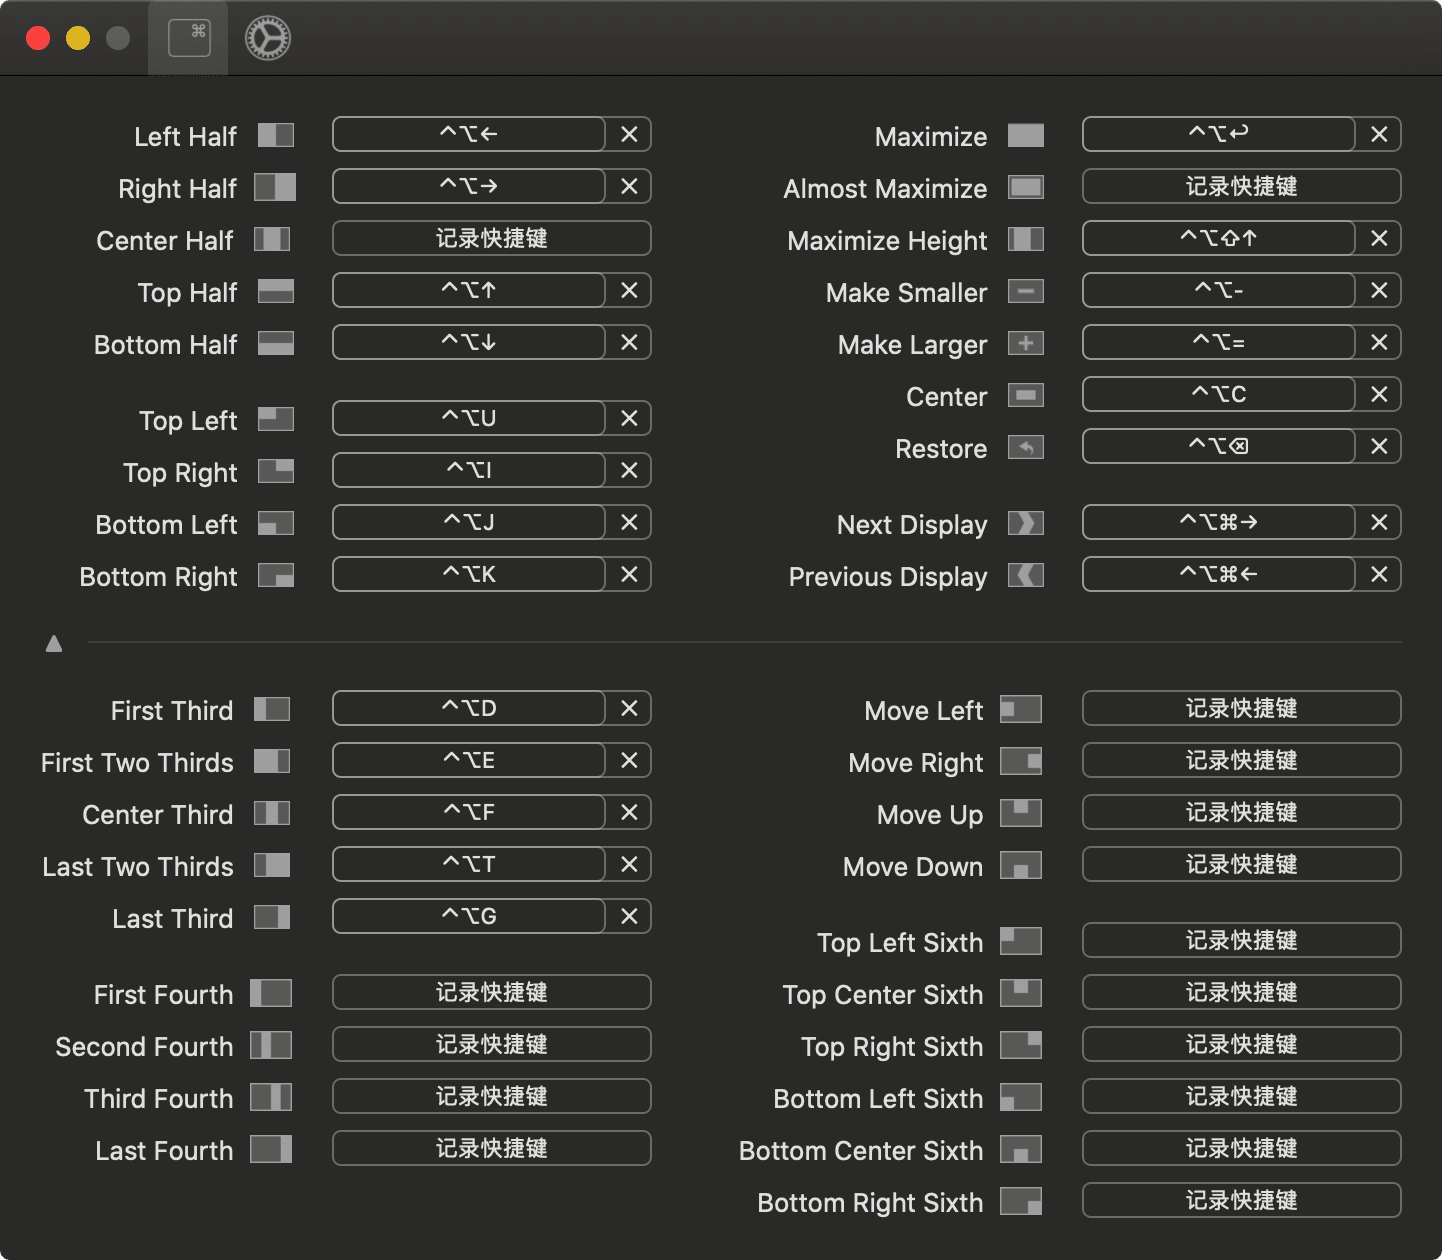 ⌘
Left Half ^⌥← ✕
Right Half ^⌥→ ✕
Center Half 记录快捷键
Top Half ^⌥↑ ✕
Bottom Half ^⌥↓ ✕
Top Left ^⌥U ✕
Top Right ^⌥I ✕
Bottom Left ^⌥J ✕
Bottom Right ^⌥K ✕
Maximize ^⌥↩ ✕
Almost Maximize 记录快捷键
Maximize Height ^⌥⇧↑ ✕
Make Smaller ^⌥- ✕
Make Larger ^⌥= ✕
Center ^⌥C ✕
Restore ^⌥⌫ ✕
Next Display ^⌥⌘→ ✕
Previous Display ^⌥⌘← ✕
First Third ^⌥D ✕
First Two Thirds ^⌥E ✕
Center Third ^⌥F ✕
Last Two Thirds ^⌥T ✕
Last Third ^⌥G ✕
First Fourth 记录快捷键
Second Fourth 记录快捷键
Third Fourth 记录快捷键
Last Fourth 记录快捷键
Move Left 记录快捷键
Move Right 记录快捷键
Move Up 记录快捷键
Move Down 记录快捷键
Top Left Sixth 记录快捷键
Top Center Sixth 记录快捷键
Top Right Sixth 记录快捷键
Bottom Left Sixth 记录快捷键
Bottom Center Sixth 记录快捷键
Bottom Right Sixth 记录快捷键